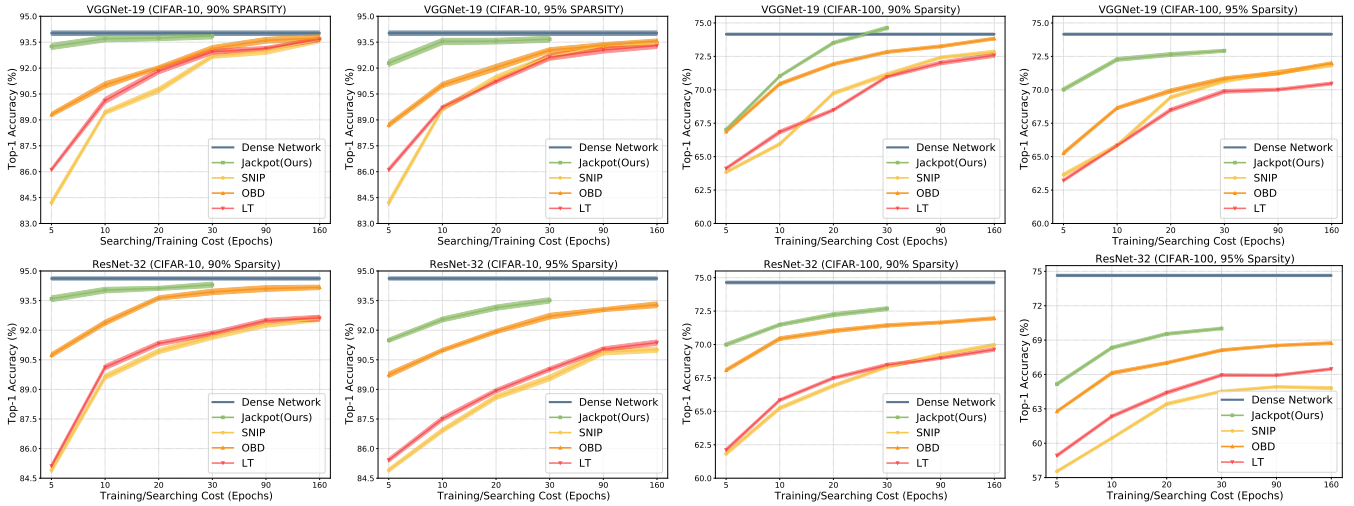 VGGNet-19 (CIFAR-10, 90% SPARSITY)
95.0
93.5
92.0
90.5
89.0
87.5
86.0
84.5
83.0
Top-1 Accuracy (%)
Dense Network
Jackpot(Ours)
SNIP
OBD
LT
5 10 20 30 90 160
Searching/Training Cost (Epochs)
VGGNet-19 (CIFAR-10, 95% SPARSITY)
95.0
93.5
92.0
90.5
89.0
87.5
86.0
84.5
83.0
Top-1 Accuracy (%)
Dense Network
Jackpot(Ours)
SNIP
OBD
LT
5 10 20 30 90 160
Searching/Training Cost (Epochs)
VGGNet-19 (CIFAR-100, 90% Sparsity)
75.0
72.5
70.0
67.5
65.0
62.5
60.0
Top-1 Accuracy (%)
Dense Network
Jackpot(Ours)
SNIP
OBD
LT
5 10 20 30 90 160
Training/Searching Cost (Epochs)
VGGNet-19 (CIFAR-100, 95% Sparsity)
75.0
72.5
70.0
67.5
65.0
62.5
60.0
Top-1 Accuracy (%)
Dense Network
Jackpot(Ours)
SNIP
OBD
LT
5 10 20 30 90 160
Training/Searching Cost (Epochs)
ResNet-32 (CIFAR-10, 90% Sparsity)
95.0
93.5
92.0
90.5
89.0
87.5
86.0
84.5
Top-1 Accuracy (%)
Dense Network
Jackpot(Ours)
SNIP
OBD
LT
5 10 20 30 90 160
Training/Searching Cost (Epochs)
ResNet-32 (CIFAR-10, 95% Sparsity)
95.0
93.5
92.0
90.5
89.0
87.5
86.0
84.5
Top-1 Accuracy (%)
Dense Network
Jackpot(Ours)
SNIP
OBD
LT
5 10 20 30 90 160
Training/Searching Cost (Epochs)
ResNet-32 (CIFAR-100, 90% Sparsity)
75.0
72.5
70.0
67.5
65.0
62.5
60.0
Top-1 Accuracy (%)
Dense Network
Jackpot(Ours)
SNIP
OBD
LT
5 10 20 30 90 160
Training/Searching Cost (Epochs)
ResNet-32 (CIFAR-100, 95% Sparsity)
75
72
69
66
63
60
57
Top-1 Accuracy (%)
Dense Network
Jackpot(Ours)
SNIP
OBD
LT
5 10 20 30 90 160
Training/Searching Cost (Epochs)